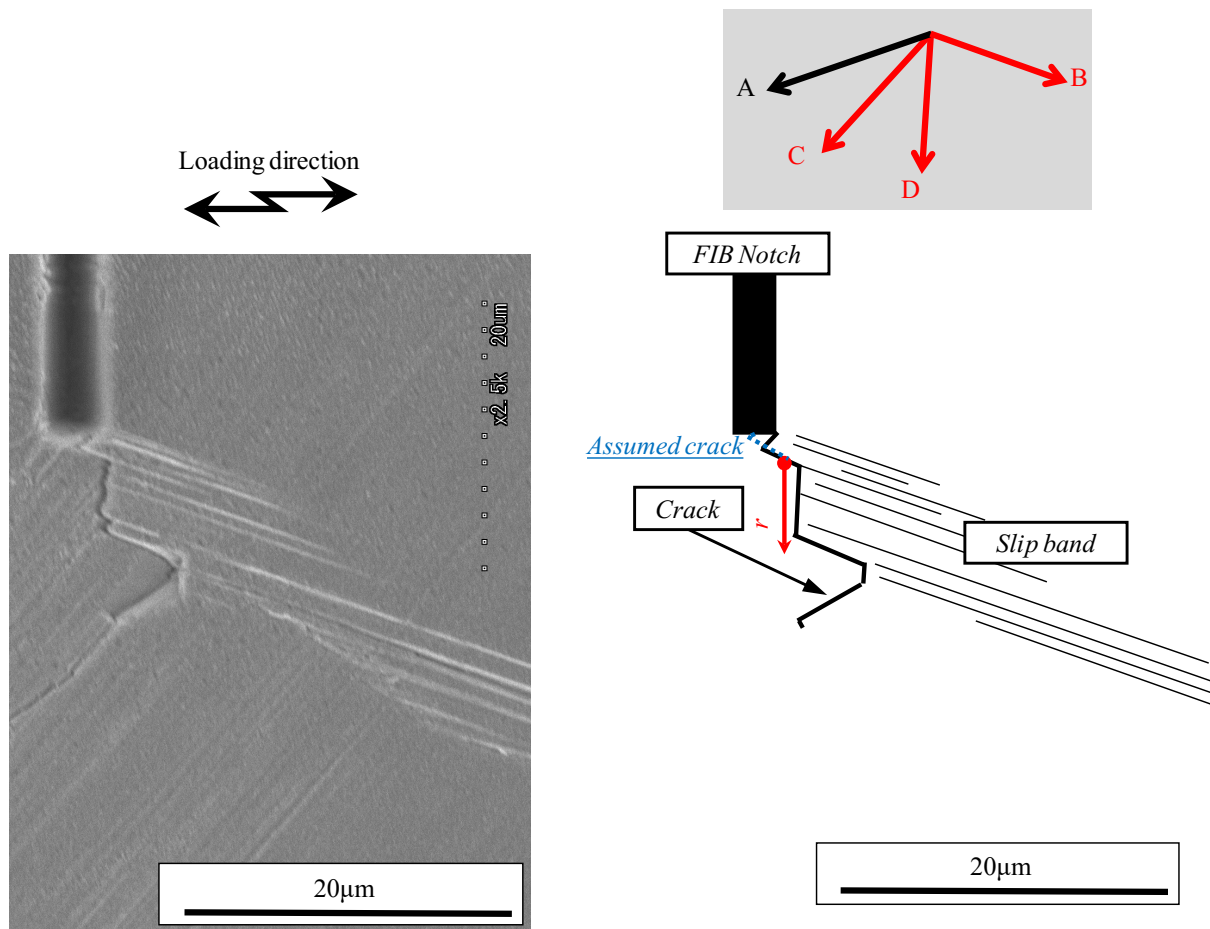 Loading direction
A
B
C
D
FIB Notch
x2.5k 20um
Assumed crack
Crack
r
Slip band
20μm
20μm